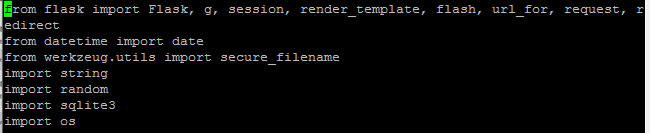 from flask import Flask, g, session, render_template, flash, url_for, request, r
edirect
from datetime import date
from werkzeug.utils import secure_filename
import string
import random
import sqlite3
import os